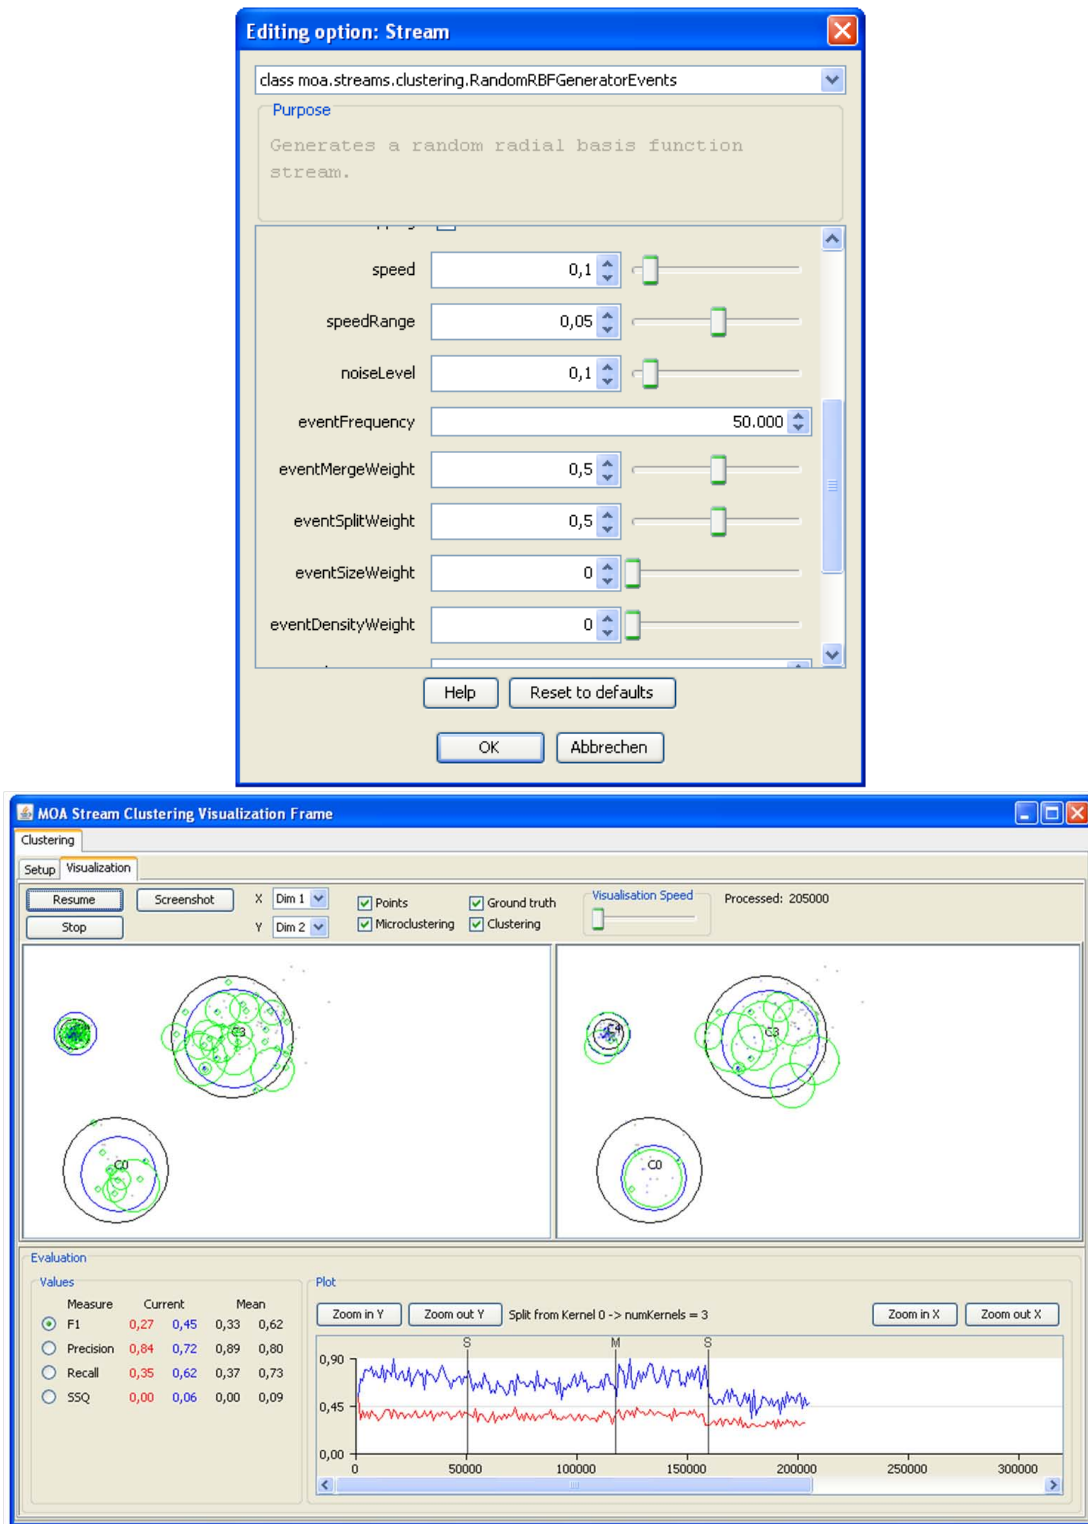 Editing option: Stream
class moa.streams.clustering.RandomRBFGeneratorEvents
Purpose
Generates a random radial basis function
stream.
speed 0,1
speedRange 0,05
noiseLevel 0,1
eventFrequency 50.000
eventMergeWeight 0,5
eventSplitWeight 0,5
eventSizeWeight 0
eventDensityWeight 0
Help Reset to defaults
OK Abbrechen
MOA Stream Clustering Visualization Frame
Clustering
Setup Visualization
Resume Screenshot X Dim 1 Points Ground truth Visualisation Speed Processed: 205000
Stop Y Dim 2 Microclustering Clustering
C3 C4 C3
C0 C0
Evaluation
Values Plot
Measure Current Mean
Zoom in Y Zoom out Y Split from Kernel 0 -> numKernels = 3 Zoom in X Zoom out X
F1 0,27 0,45 0,33 0,62
Precision 0,84 0,72 0,89 0,80
Recall 0,35 0,62 0,37 0,73
SSQ 0,00 0,06 0,00 0,09
S M S
0,90
0,45
0,00
0 50000 100000 150000 200000 250000 300000